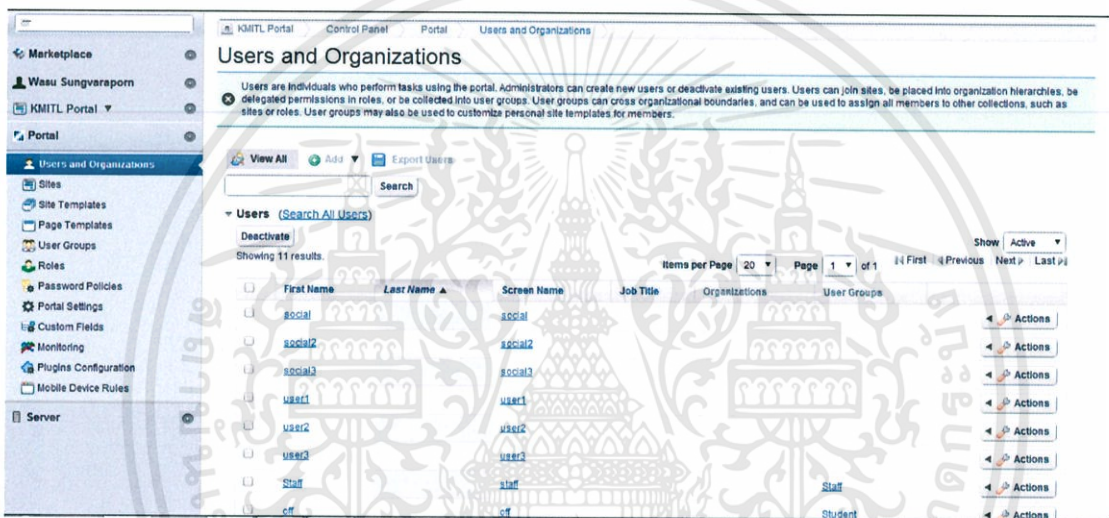 KMITL Portal Control Panel Portal Users and Organizations
Marketplace
Wasu Sungvaraporn
KMITL Portal ▼
Portal
Users and Organizations
Sites
Site Templates
Page Templates
User Groups
Roles
Password Policies
Portal Settings
Custom Fields
Monitoring
Plugins Configuration
Mobile Device Rules
Server
Users and Organizations
Users are individuals who perform tasks using the portal. Administrators can create new users or deactivate existing users. Users can join sites, be placed into organization hierarchies, be
delegated permissions in roles, or be collected into user groups. User groups can cross organizational boundaries, and can be used to assign all members to other collections, such as
sites or roles. User groups may also be used to customize personal site templates for members.
View All Add ▼ Export Users
Search
Users (Search All Users)
Deactivate
Show Active ▼
Showing 11 results.
Items per Page 20 ▼ Page 1 ▼ of 1 First Previous Next Last
First Name Last Name ▲ Screen Name Job Title Organizations User Groups
social social Actions
social2 social2 Actions
social3 social3 Actions
user1 user1 Actions
user2 user2 Actions
user3 user3 Actions
Staff staff Staff Actions
off off Student Actions